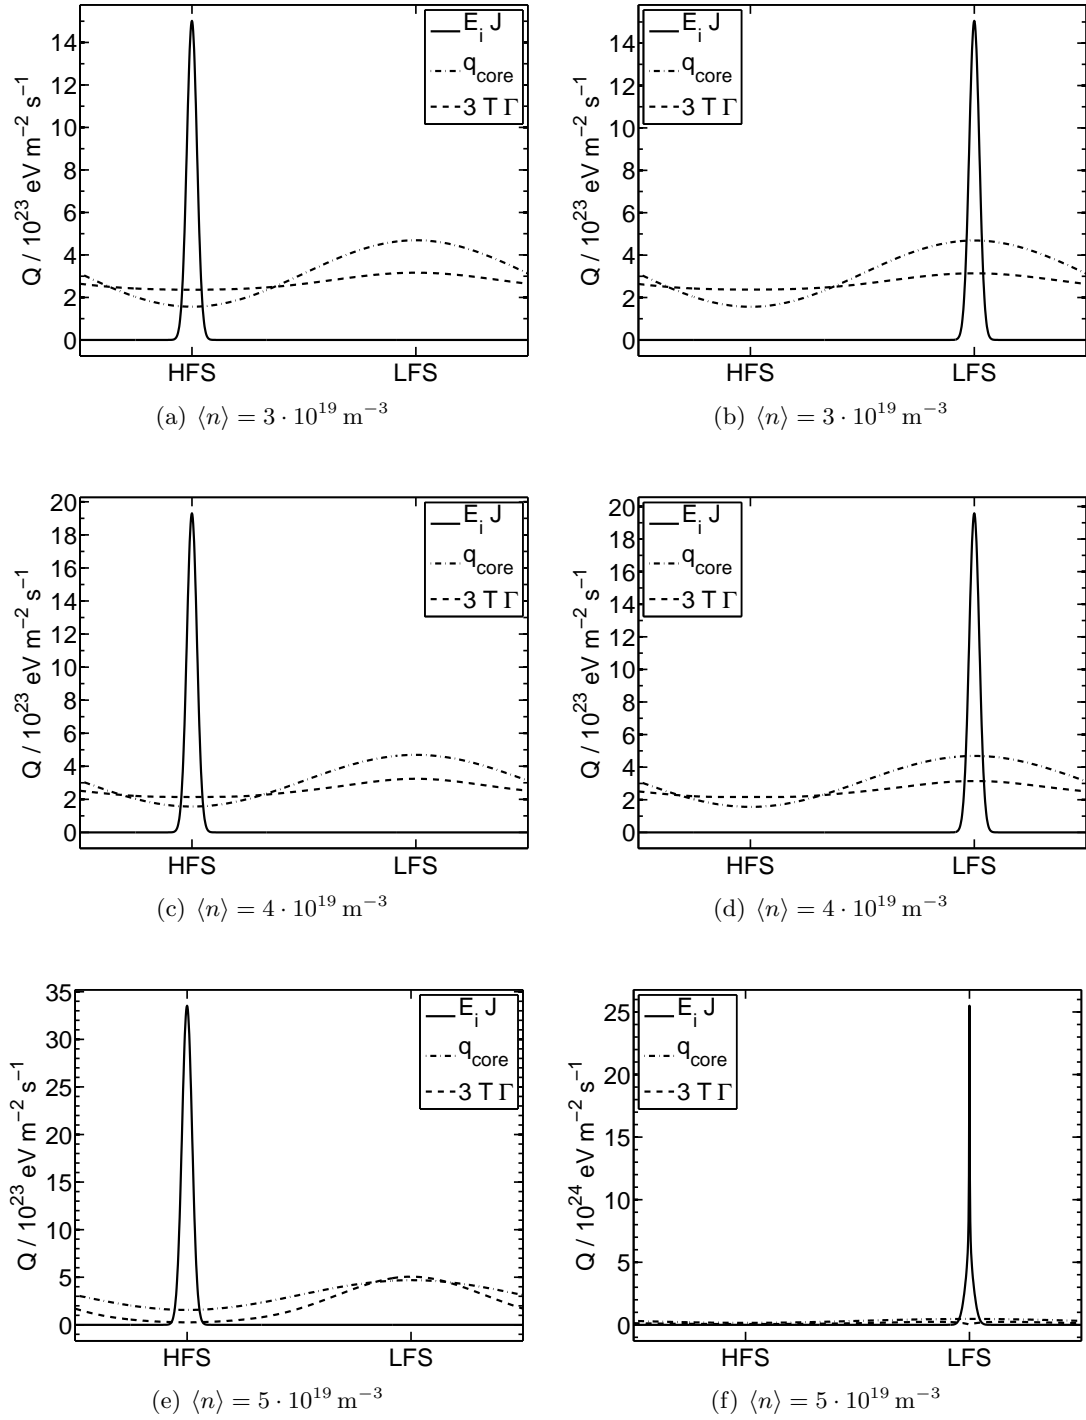 Q / 10^23 eV m^−2 s^−1
14
12
10
8
6
4
2
0
HFS
LFS
E_i J
q_core
3 T Γ
(a) ⟨n⟩ = 3 · 10^19 m^−3
Q / 10^23 eV m^−2 s^−1
14
12
10
8
6
4
2
0
HFS
LFS
E_i J
q_core
3 T Γ
(b) ⟨n⟩ = 3 · 10^19 m^−3
Q / 10^23 eV m^−2 s^−1
20
18
16
14
12
10
8
6
4
2
0
HFS
LFS
E_i J
q_core
3 T Γ
(c) ⟨n⟩ = 4 · 10^19 m^−3
Q / 10^23 eV m^−2 s^−1
20
18
16
14
12
10
8
6
4
2
0
HFS
LFS
E_i J
q_core
3 T Γ
(d) ⟨n⟩ = 4 · 10^19 m^−3
Q / 10^23 eV m^−2 s^−1
35
30
25
20
15
10
5
0
HFS
LFS
E_i J
q_core
3 T Γ
(e) ⟨n⟩ = 5 · 10^19 m^−3
Q / 10^24 eV m^−2 s^−1
25
20
15
10
5
0
HFS
LFS
E_i J
q_core
3 T Γ
(f) ⟨n⟩ = 5 · 10^19 m^−3